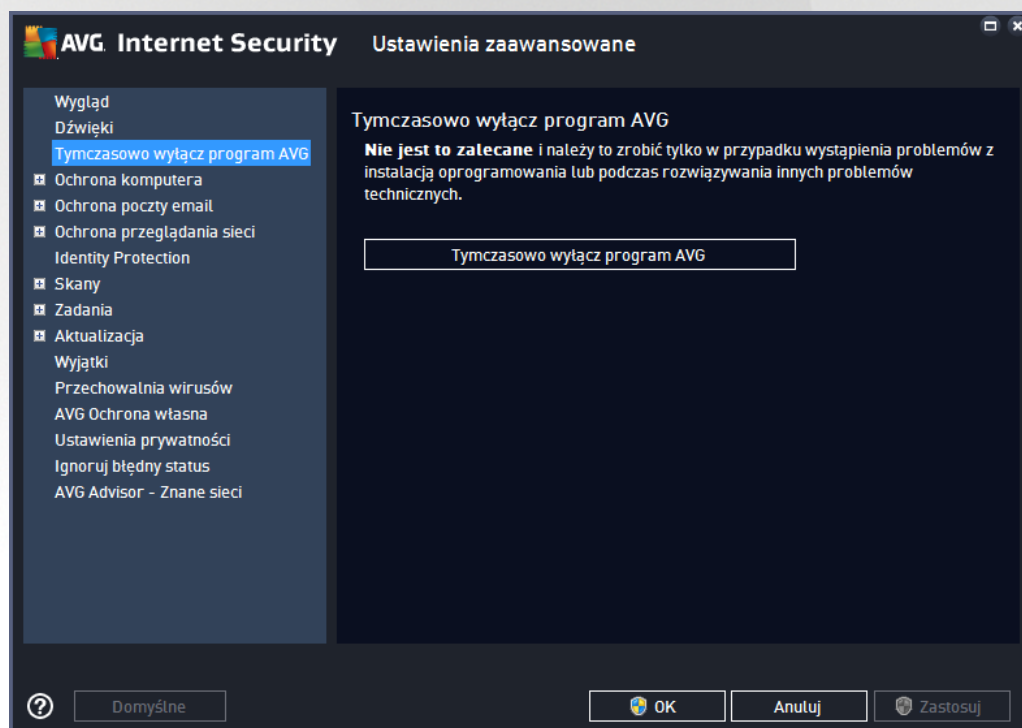 AVG. Internet Security Ustawienia zaawansowane
Wygląd
Dźwięki
Tymczasowo wyłącz program AVG
Ochrona komputera
Ochrona poczty email
Ochrona przeglądania sieci
Identity Protection
Skany
Zadania
Aktualizacja
Wyjątki
Przechowalnia wirusów
AVG Ochrona własna
Ustawienia prywatności
Ignoruj błędny status
AVG Advisor - Znane sieci
Tymczasowo wyłącz program AVG
Nie jest to zalecane i należy to zrobić tylko w przypadku wystąpienia problemów z
instalacją oprogramowania lub podczas rozwiązywania innych problemów
technicznych.
Tymczasowo wyłącz program AVG
Domyślne
OK
Anuluj
Zastosuj